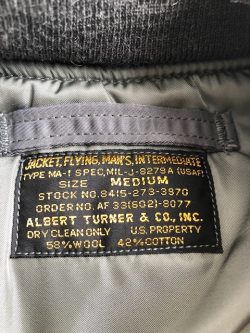 JACKET, FLYING, MAN'S, INTERMEDIATE
TYPE MA-1 SPEC, MIL-J-8279A (USAF)
SIZE MEDIUM
STOCK NO. 8415-273-3970
ORDER NO. AF 33(602)-8077
ALBERT TURNER & CO., INC.
DRY CLEAN ONLY U.S. PROPERTY
58% WOOL 42% COTTON